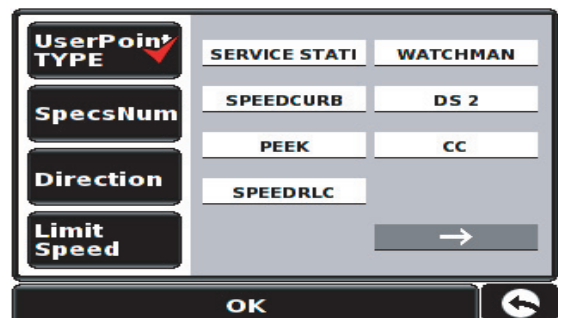 UserPoint
TYPE
SpecsNum
Direction
Limit
Speed
SERVICE STATI
WATCHMAN
SPEEDCURB
DS 2
PEEK
CC
SPEEDRLC
→
OK